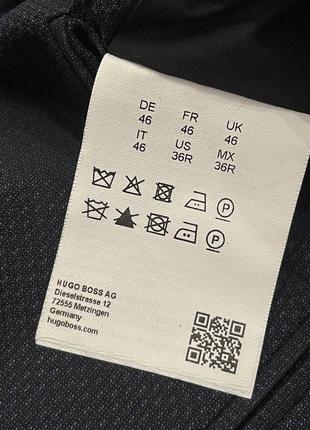 DE FR UK
46 46 46
IT US MX
46 36R 36R
P
P
HUGO BOSS AG
Dieselstrasse 12
72555 Metzingen
Germany
hugoboss.com